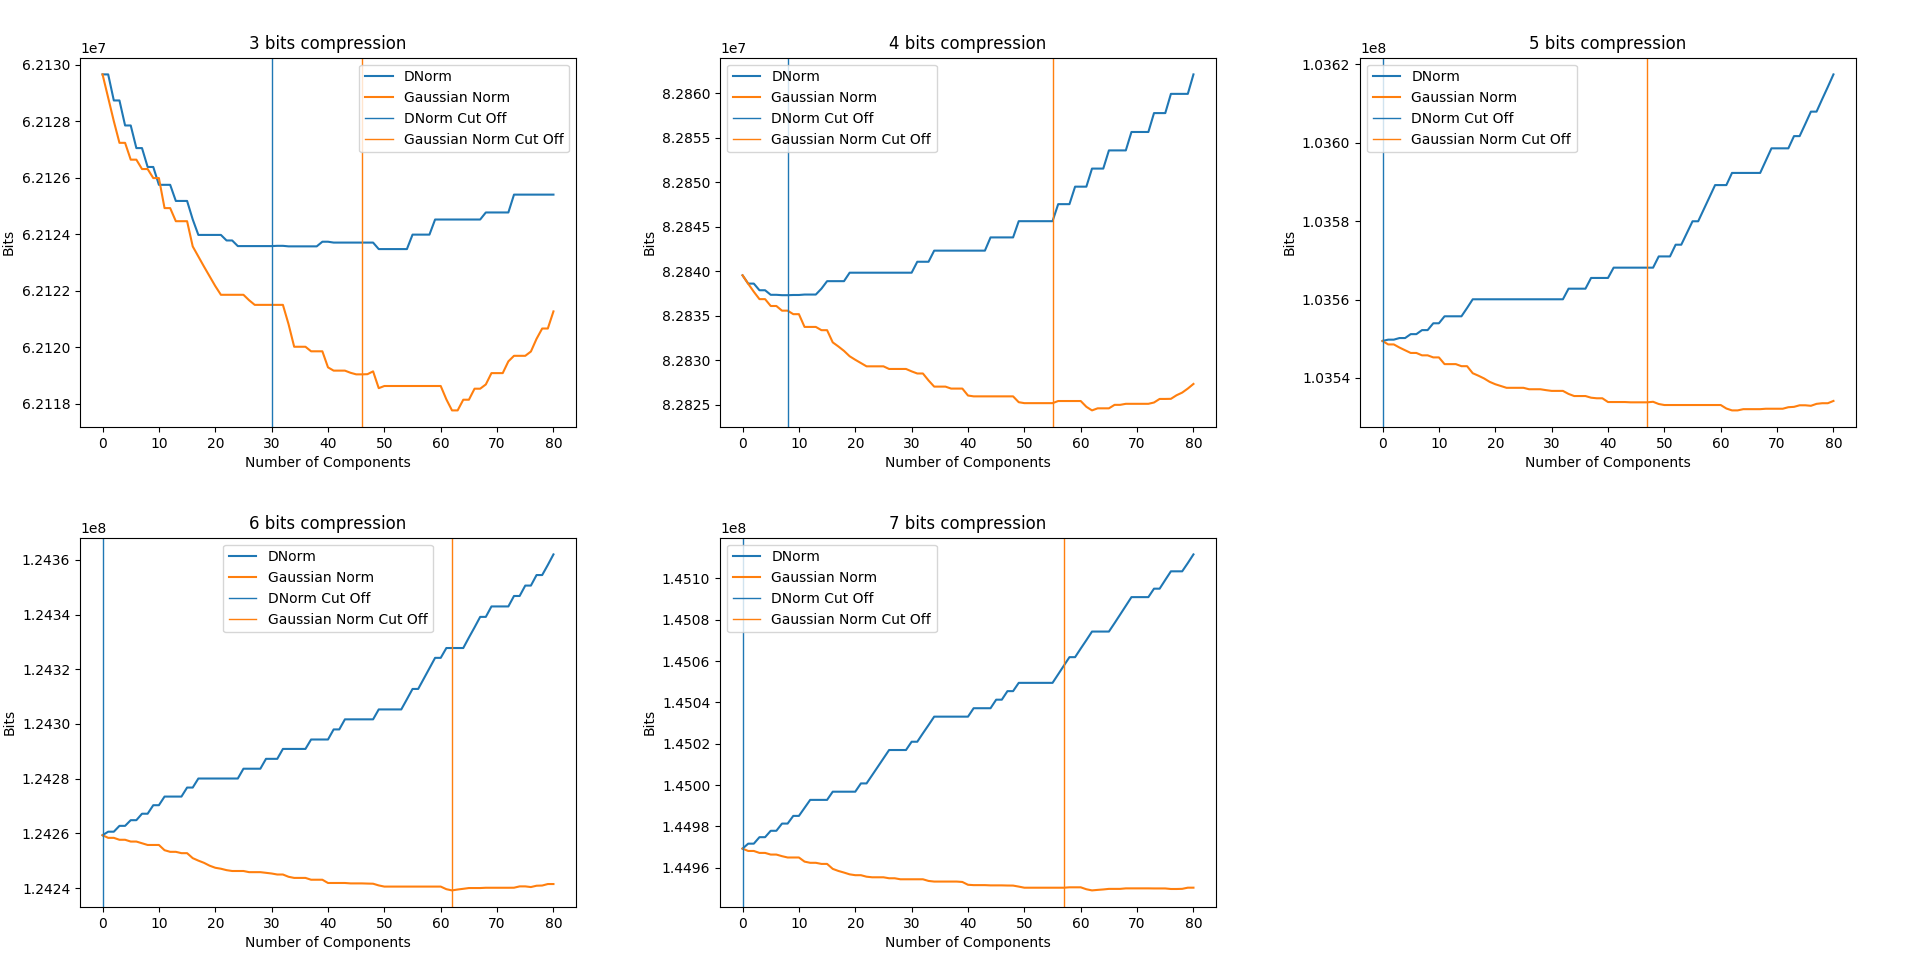 3 bits compression
1e7
6.2130
6.2128
6.2126
6.2124
6.2122
6.2120
6.2118
Bits
DNorm
Gaussian Norm
DNorm Cut Off
Gaussian Norm Cut Off
0 10 20 30 40 50 60 70 80
Number of Components
4 bits compression
1e7
8.2860
8.2855
8.2850
8.2845
8.2840
8.2835
8.2830
8.2825
Bits
DNorm
Gaussian Norm
DNorm Cut Off
Gaussian Norm Cut Off
0 10 20 30 40 50 60 70 80
Number of Components
5 bits compression
1e8
1.0362
1.0360
1.0358
1.0356
1.0354
Bits
DNorm
Gaussian Norm
DNorm Cut Off
Gaussian Norm Cut Off
0 10 20 30 40 50 60 70 80
Number of Components
6 bits compression
1e8
1.2436
1.2434
1.2432
1.2430
1.2428
1.2426
1.2424
Bits
DNorm
Gaussian Norm
DNorm Cut Off
Gaussian Norm Cut Off
0 10 20 30 40 50 60 70 80
Number of Components
7 bits compression
1e8
1.4510
1.4508
1.4506
1.4504
1.4502
1.4500
1.4498
1.4496
Bits
DNorm
Gaussian Norm
DNorm Cut Off
Gaussian Norm Cut Off
0 10 20 30 40 50 60 70 80
Number of Components